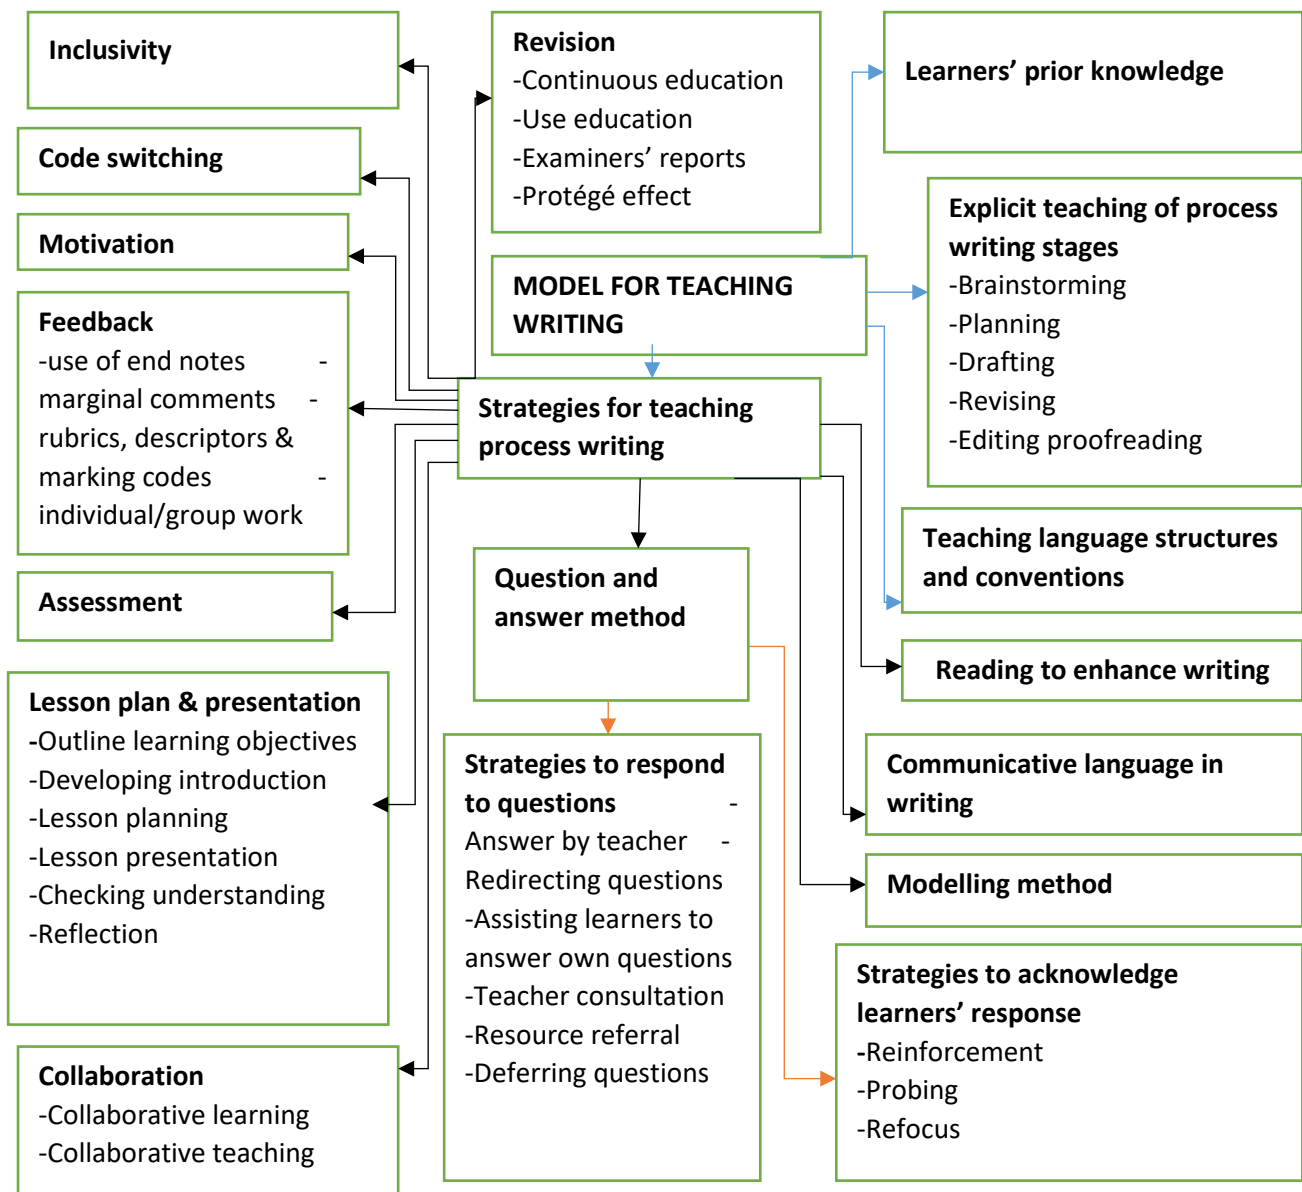 Inclusivity
Code switching
Motivation
Feedback
-use of end notes -
marginal comments -
rubrics, descriptors &
marking codes -
individual/group work
Assessment
Lesson plan & presentation
-Outline learning objectives
-Developing introduction
-Lesson planning
-Lesson presentation
-Checking understanding
-Reflection
Collaboration
-Collaborative learning
-Collaborative teaching
Revision
-Continuous education
-Use education
-Examiners’ reports
-Protégé effect
MODEL FOR TEACHING
WRITING
Strategies for teaching
process writing
Question and
answer method
Strategies to respond
to questions -
Answer by teacher -
Redirecting questions
-Assisting learners to
answer own questions
-Teacher consultation
-Resource referral
-Deferring questions
Learners’ prior knowledge
Explicit teaching of process
writing stages
-Brainstorming
-Planning
-Drafting
-Revising
-Editing proofreading
Teaching language structures
and conventions
Reading to enhance writing
Communicative language in
writing
Modelling method
Strategies to acknowledge
learners’ response
-Reinforcement
-Probing
-Refocus